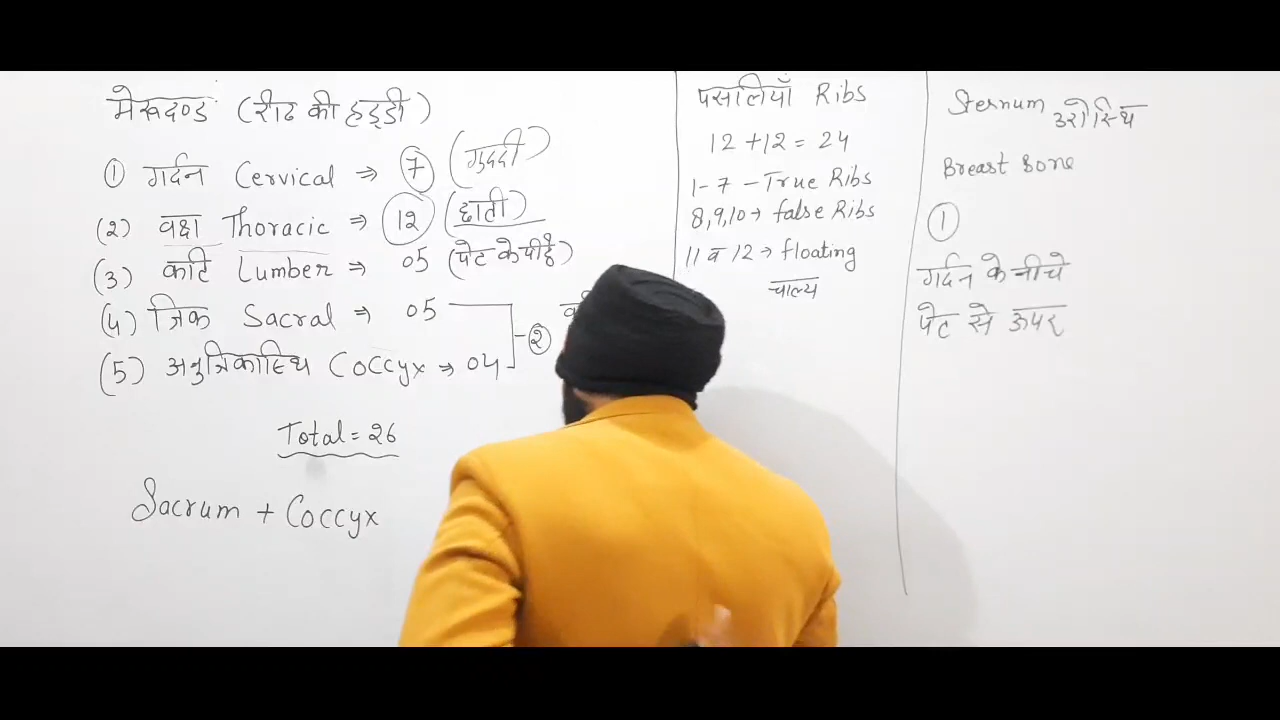 मेरूदण्ड (रीढ की हड्डी)
① गर्दन Cervical ⇒ 7 (गुद्दी)
(2) वक्ष Thoracic ⇒ 12 (छाती)
(3) कटि Lumber ⇒ 05 (पेट के पीछे)
(4) त्रिक Sacral ⇒ 05
(5) अनुत्रिकास्थि Coccyx ⇒ 04 - ②
Total = 26
Sacrum + Coccyx
पसलियाँ Ribs
12 + 12 = 24
1-7 - True Ribs
8,9,10 → false Ribs
11 व 12 → floating
Sternum उरोस्थि
Breast Bone
①
गर्दन के नीचे
पेट से ऊपर